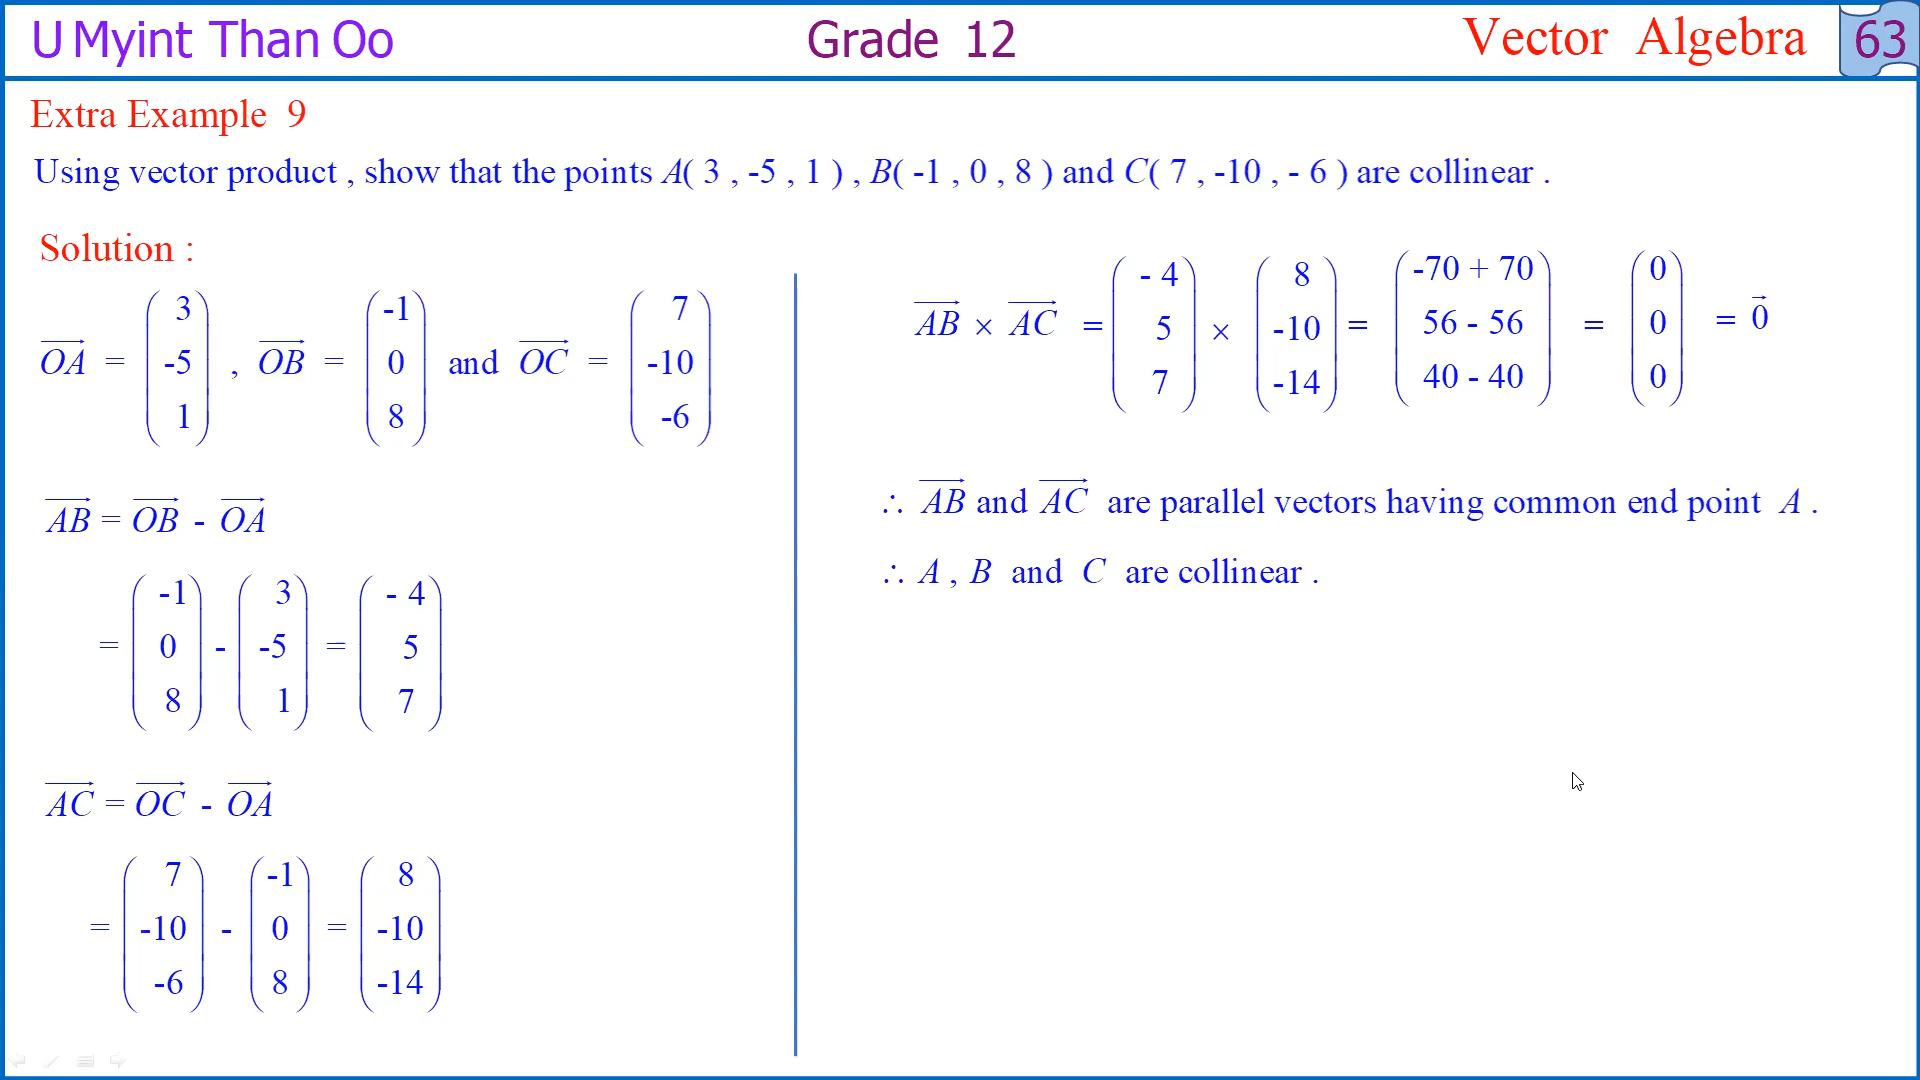 U Myint Than Oo Grade 12 Vector Algebra 63
Extra Example 9
Using vector product , show that the points A( 3 , -5 , 1 ) , B( -1 , 0 , 8 ) and C( 7 , -10 , - 6 ) are collinear .
Solution :
3 -1 7
OA = -5 , OB = 0 and OC = -10
1 8 -6
AB = OB - OA
-1 3 - 4
= 0 - -5 = 5
8 1 7
AC = OC - OA
7 -1 8
= -10 - 0 = -10
-6 8 -14
- 4 8 -70 + 70 0
AB × AC = 5 × -10 = 56 - 56 = 0 = 0
7 -14 40 - 40 0
∴ AB and AC are parallel vectors having common end point A .
∴ A , B and C are collinear .